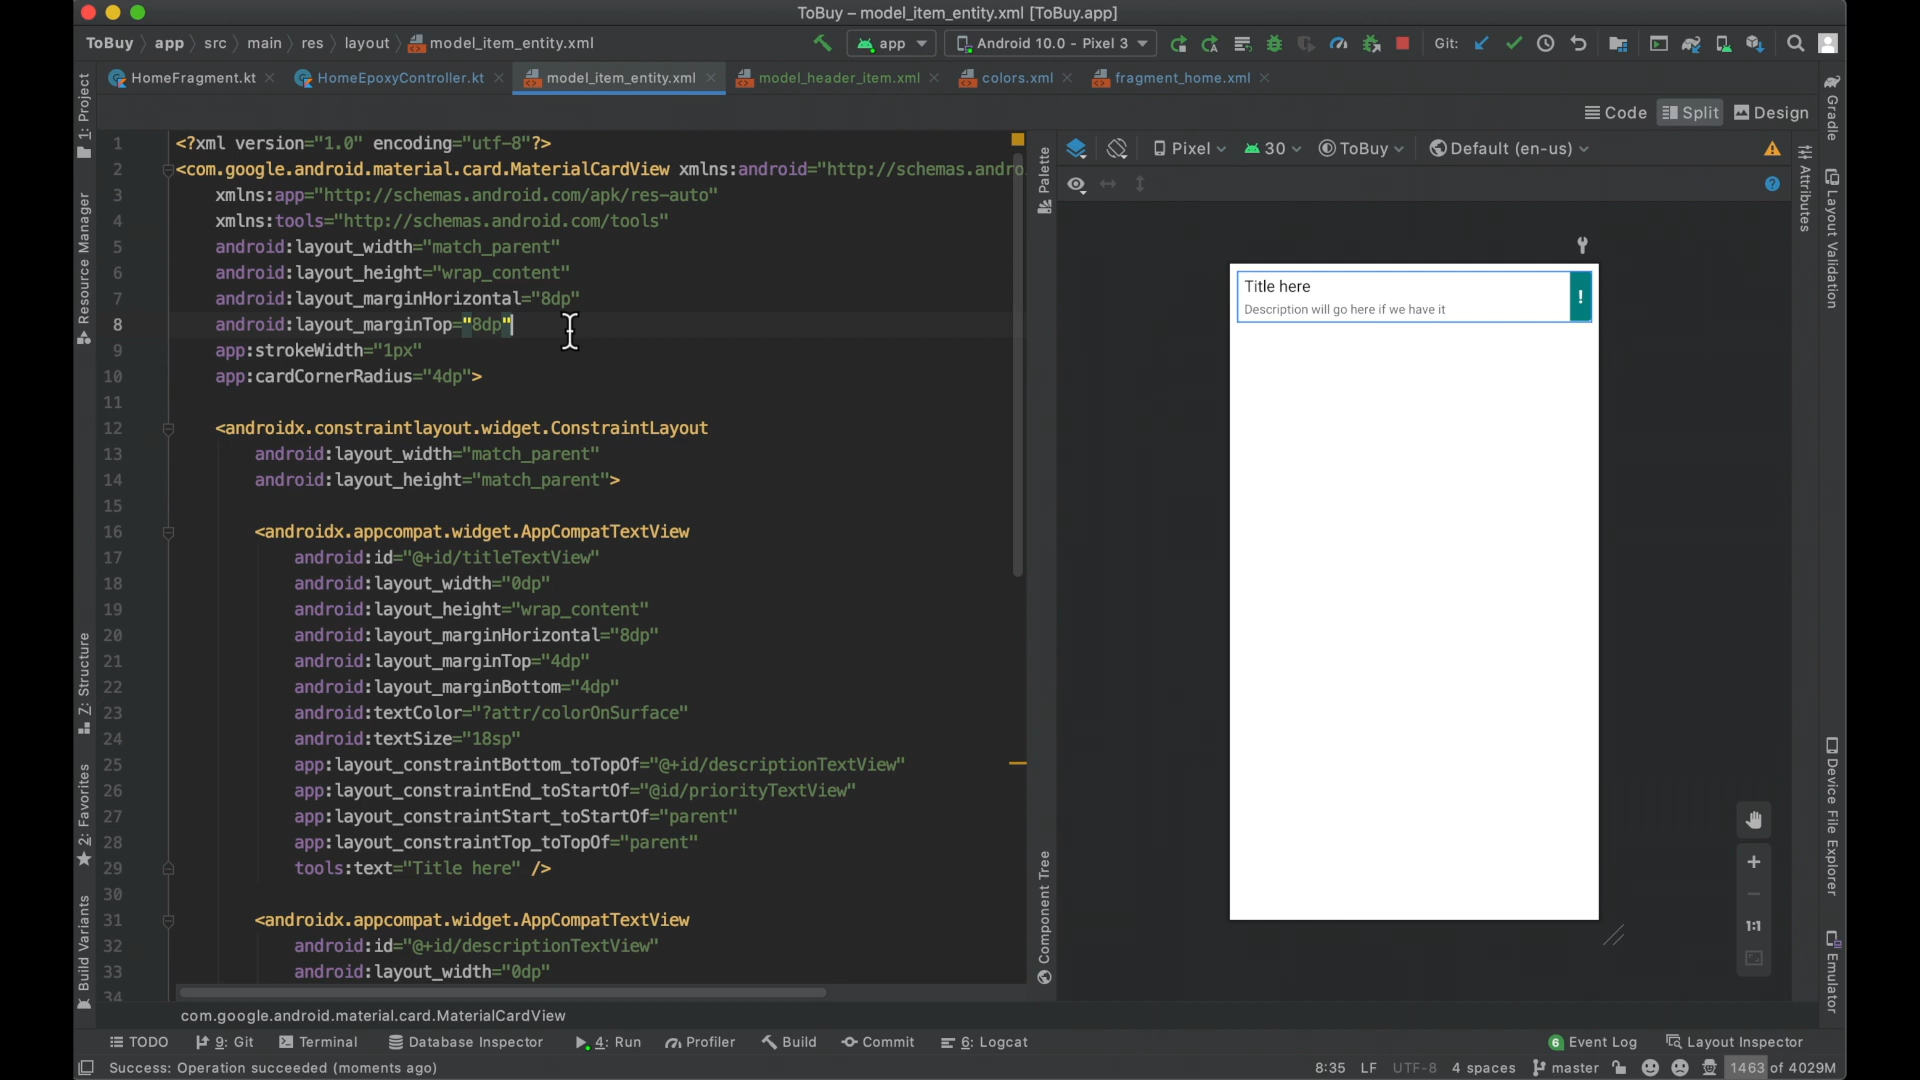 ToBuy – model_item_entity.xml [ToBuy.app]
ToBuy app src main res layout model_item_entity.xml
app Android 10.0 - Pixel 3 Git:
HomeFragment.kt HomeEpoxyController.kt model_item_entity.xml model_header_item.xml colors.xml fragment_home.xml
Code Split Design
Pixel 30 ToBuy Default (en-us)
1 <?xml version="1.0" encoding="utf-8"?>
2 <com.google.android.material.card.MaterialCardView xmlns:android="http://schemas.andro
3 xmlns:app="http://schemas.android.com/apk/res-auto"
4 xmlns:tools="http://schemas.android.com/tools"
5 android:layout_width="match_parent"
6 android:layout_height="wrap_content"
7 android:layout_marginHorizontal="8dp"
8 android:layout_marginTop="8dp"
9 app:strokeWidth="1px"
10 app:cardCornerRadius="4dp">
11
12 <androidx.constraintlayout.widget.ConstraintLayout
13 android:layout_width="match_parent"
14 android:layout_height="match_parent">
15
16 <androidx.appcompat.widget.AppCompatTextView
17 android:id="@+id/titleTextView"
18 android:layout_width="0dp"
19 android:layout_height="wrap_content"
20 android:layout_marginHorizontal="8dp"
21 android:layout_marginTop="4dp"
22 android:layout_marginBottom="4dp"
23 android:textColor="?attr/colorOnSurface"
24 android:textSize="18sp"
25 app:layout_constraintBottom_toTopOf="@+id/descriptionTextView"
26 app:layout_constraintEnd_toStartOf="@id/priorityTextView"
27 app:layout_constraintStart_toStartOf="parent"
28 app:layout_constraintTop_toTopOf="parent"
29 tools:text="Title here" />
30
31 <androidx.appcompat.widget.AppCompatTextView
32 android:id="@+id/descriptionTextView"
33 android:layout_width="0dp"
34
Title here
Description will go here if we have it
!
1:1
1: Project
Resource Manager
Z: Structure
2: Favorites
Build Variants
Palette
Component Tree
Attributes
Gradle
Layout Validation
Device File Explorer
Emulator
com.google.android.material.card.MaterialCardView
TODO 9: Git Terminal Database Inspector 4: Run Profiler Build Commit 6: Logcat 6 Event Log Layout Inspector
Success: Operation succeeded (moments ago) 8:35 LF UTF-8 4 spaces master 1463 of 4029M